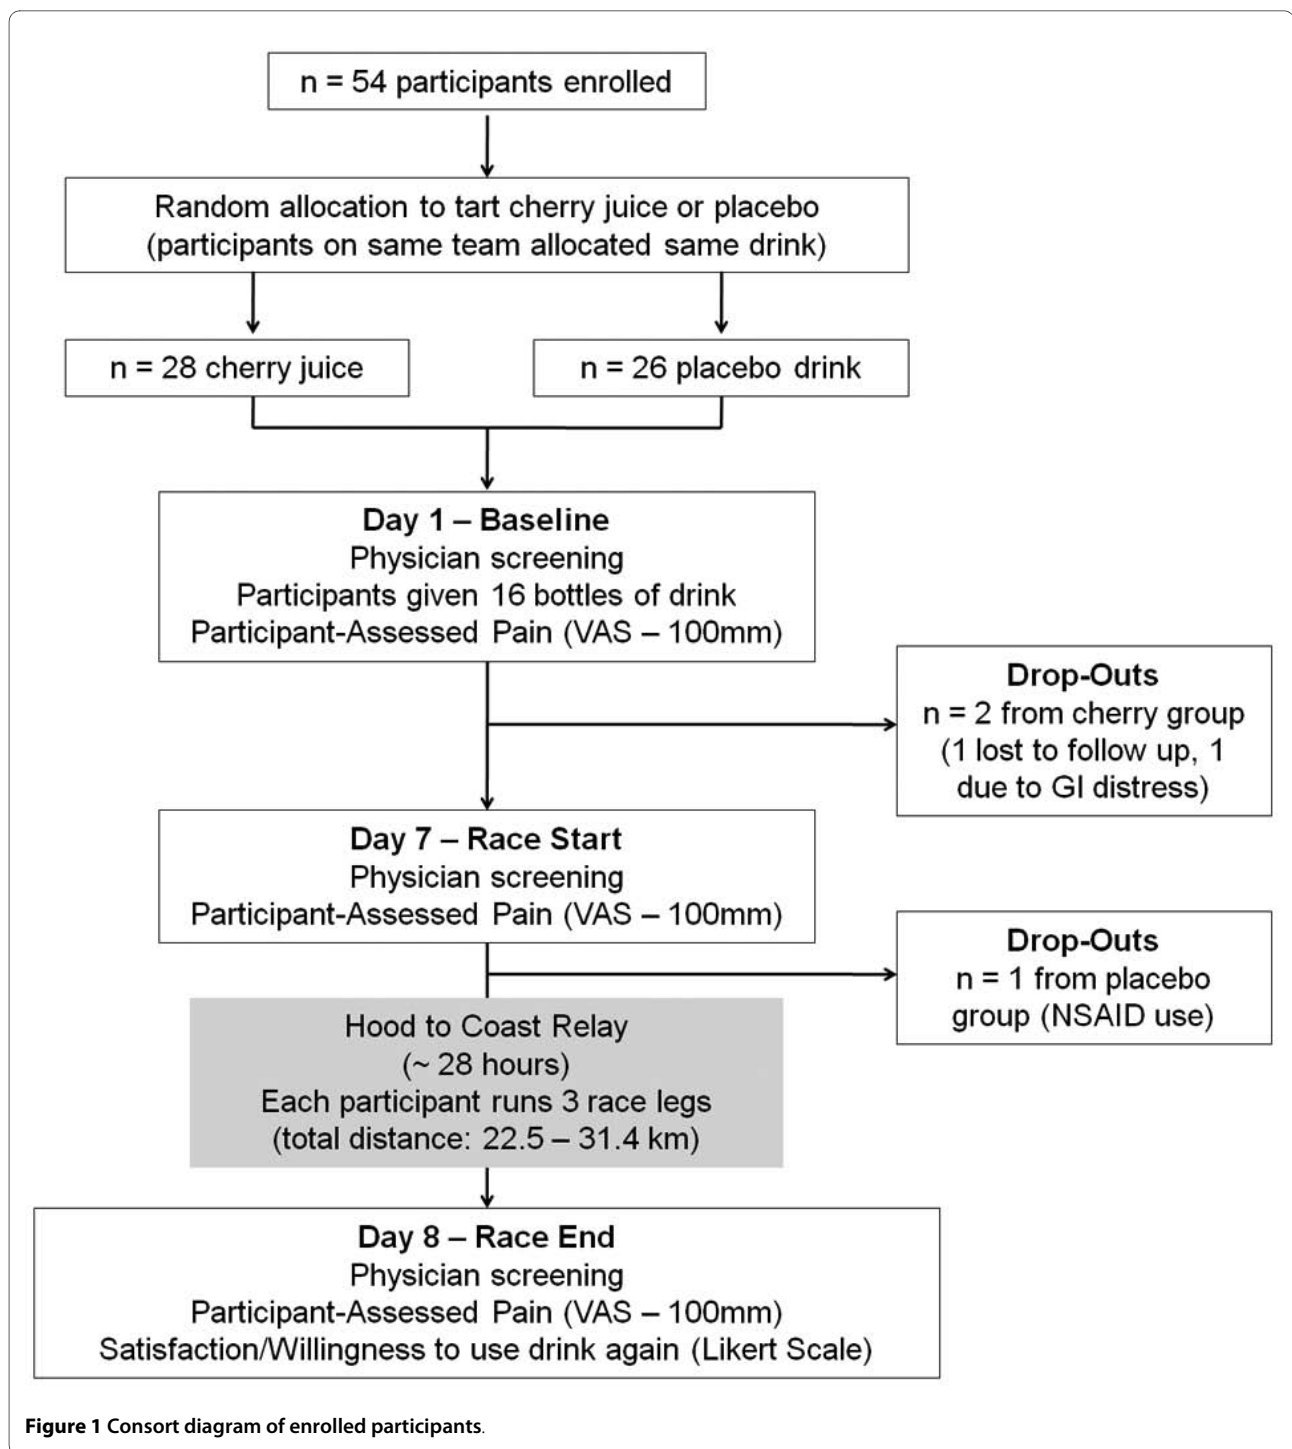 n = 54 participants enrolled
Random allocation to tart cherry juice or placebo
(participants on same team allocated same drink)
n = 28 cherry juice
n = 26 placebo drink
Day 1 – Baseline
Physician screening
Participants given 16 bottles of drink
Participant-Assessed Pain (VAS – 100mm)
Drop-Outs
n = 2 from cherry group
(1 lost to follow up, 1
due to GI distress)
Day 7 – Race Start
Physician screening
Participant-Assessed Pain (VAS – 100mm)
Drop-Outs
n = 1 from placebo
group (NSAID use)
Hood to Coast Relay
(~ 28 hours)
Each participant runs 3 race legs
(total distance: 22.5 – 31.4 km)
Day 8 – Race End
Physician screening
Participant-Assessed Pain (VAS – 100mm)
Satisfaction/Willingness to use drink again (Likert Scale)
Figure 1 Consort diagram of enrolled participants.